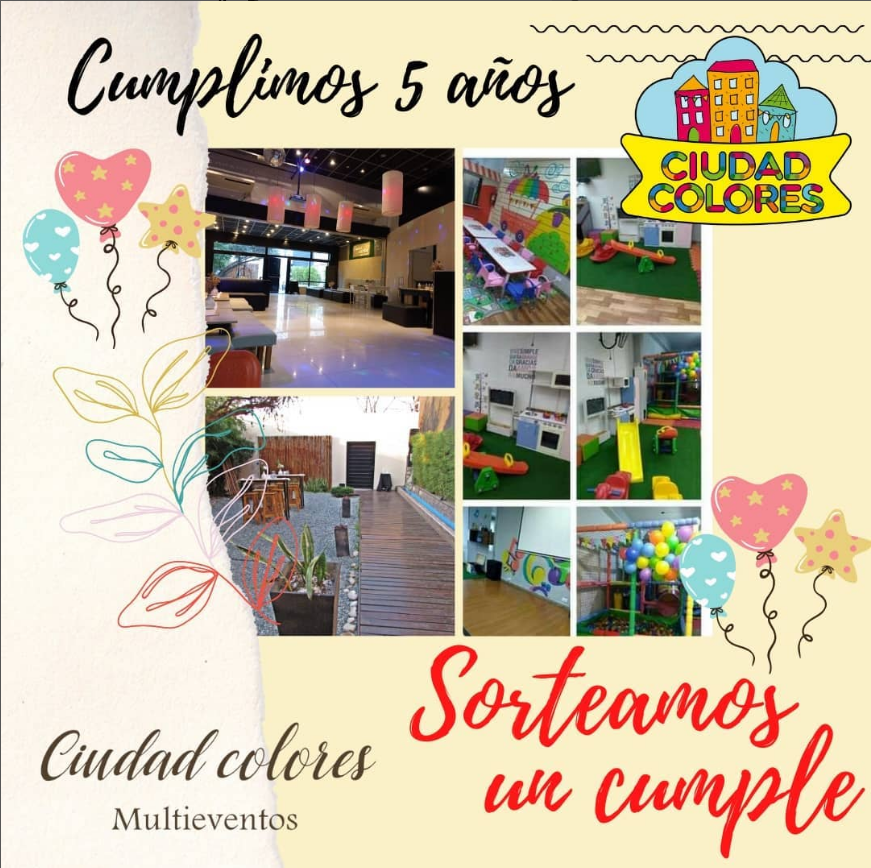 Cumplimos 5 años
CIUDAD
COLORES
Sorteamos
un cumple
Ciudad colores
Multieventos